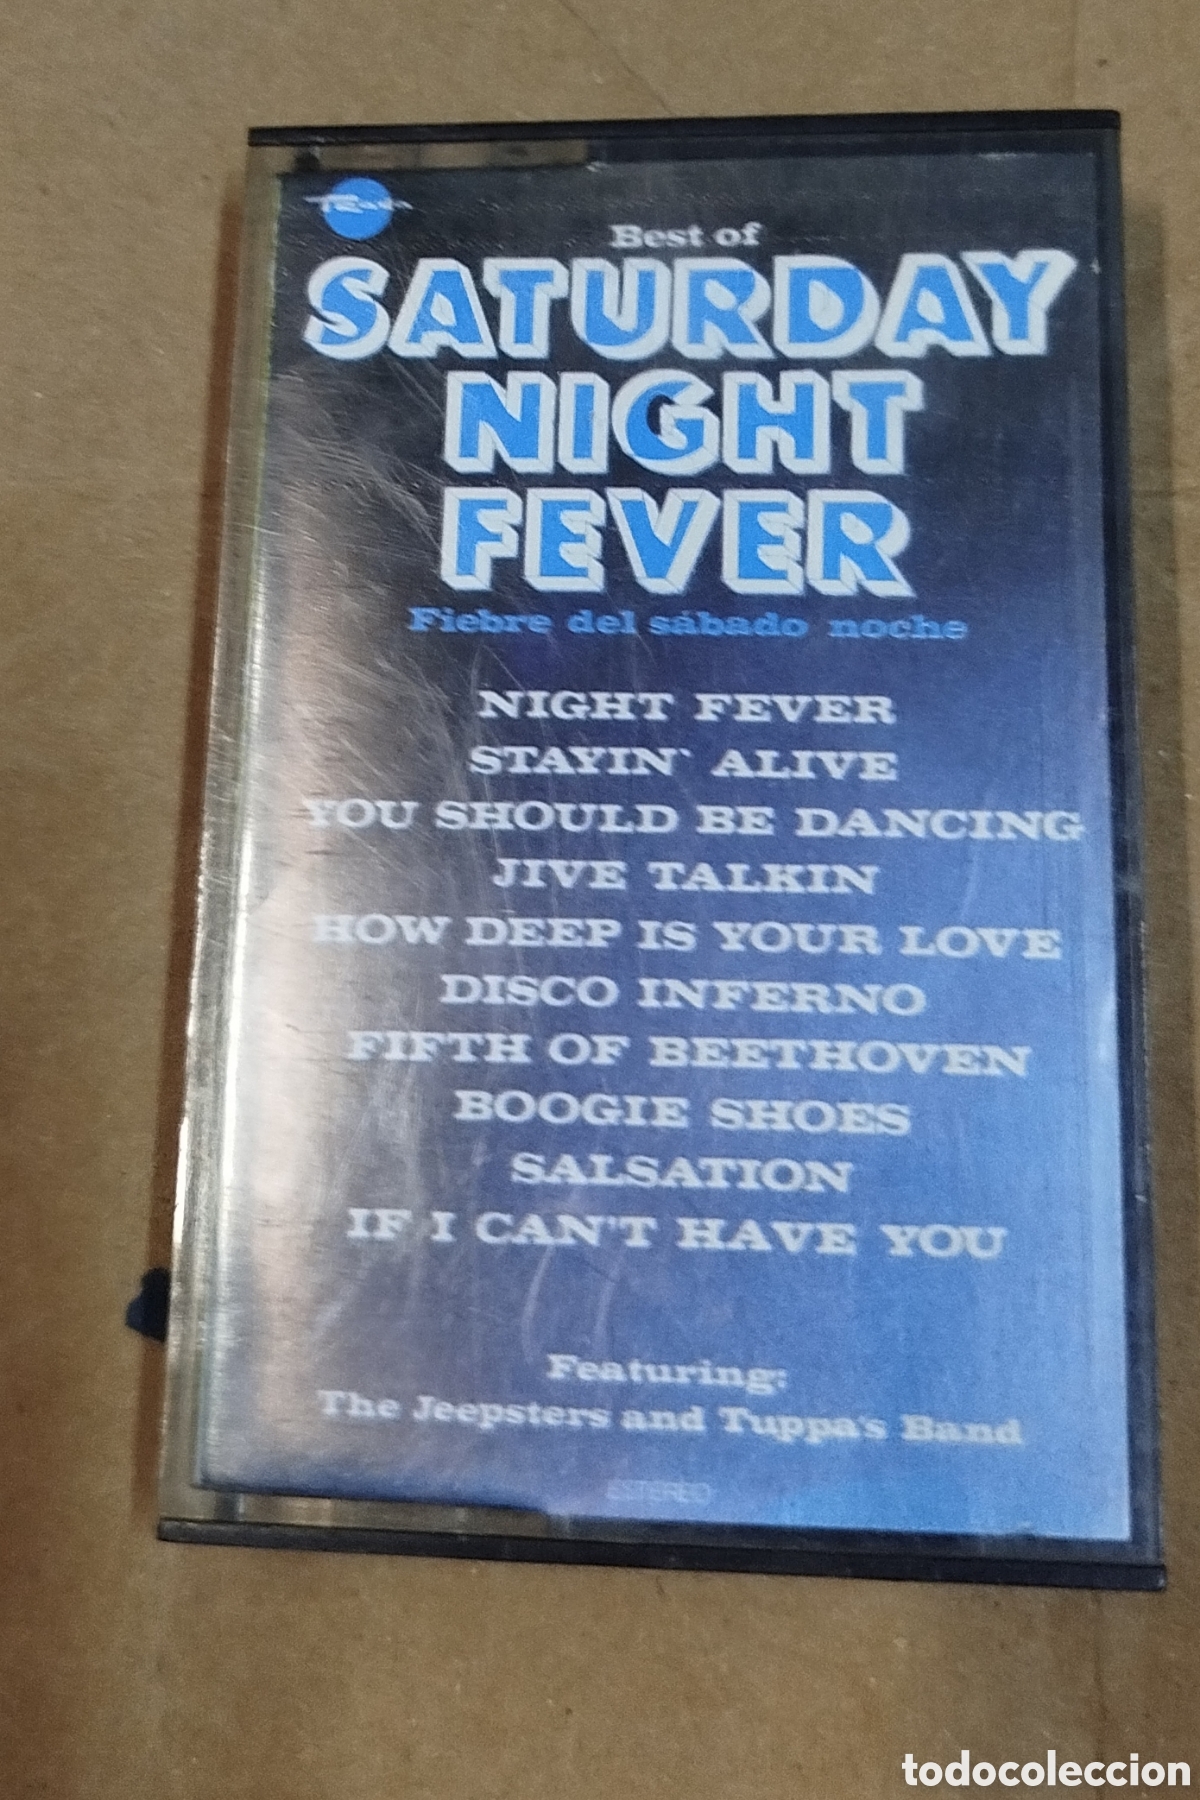 Best of
SATURDAY
NIGHT
FEVER
Fiebre del sábado noche
NIGHT FEVER
STAYIN` ALIVE
YOU SHOULD BE DANCING
JIVE TALKIN
HOW DEEP IS YOUR LOVE
DISCO INFERNO
FIFTH OF BEETHOVEN
BOOGIE SHOES
SALSATION
IF I CAN'T HAVE YOU
Featuring:
The Jeepsters and Tuppa's Band
ESTEREO
todocoleccion